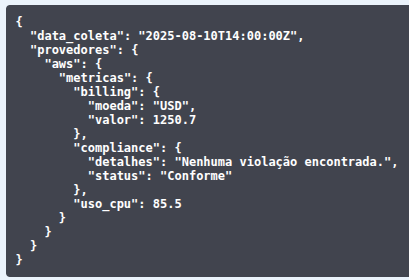 {
  "data_coleta": "2025-08-10T14:00:00Z",
  "provedores": {
    "aws": {
      "metricas": {
        "billing": {
          "moeda": "USD",
          "valor": 1250.7
        },
        "compliance": {
          "detalhes": "Nenhuma violação encontrada.",
          "status": "Conforme"
        },
        "uso_cpu": 85.5
      }
    }
  }
}